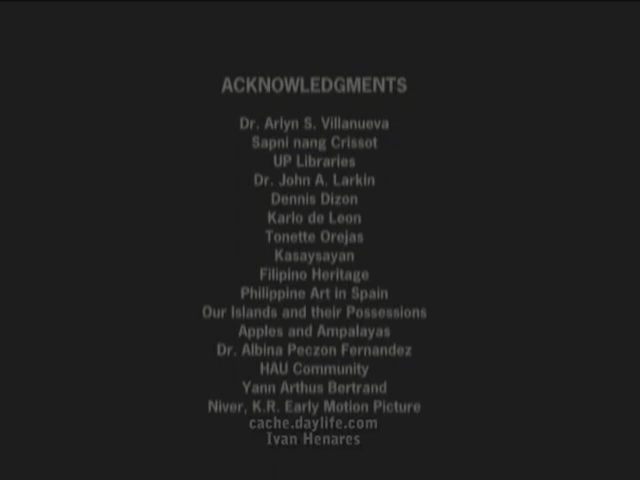 ACKNOWLEDGMENTS
Dr. Arlyn S. Villanueva
Sapni nang Crissot
UP Libraries
Dr. John A. Larkin
Dennis Dizon
Karlo de Leon
Tonette Orejas
Kasaysayan
Filipino Heritage
Philippine Art in Spain
Our Islands and their Possessions
Apples and Ampalayas
Dr. Albina Peczon Fernandez
HAU Community
Yann Arthus Bertrand
Niver, K.R. Early Motion Picture
cache.daylife.com
Ivan Henares